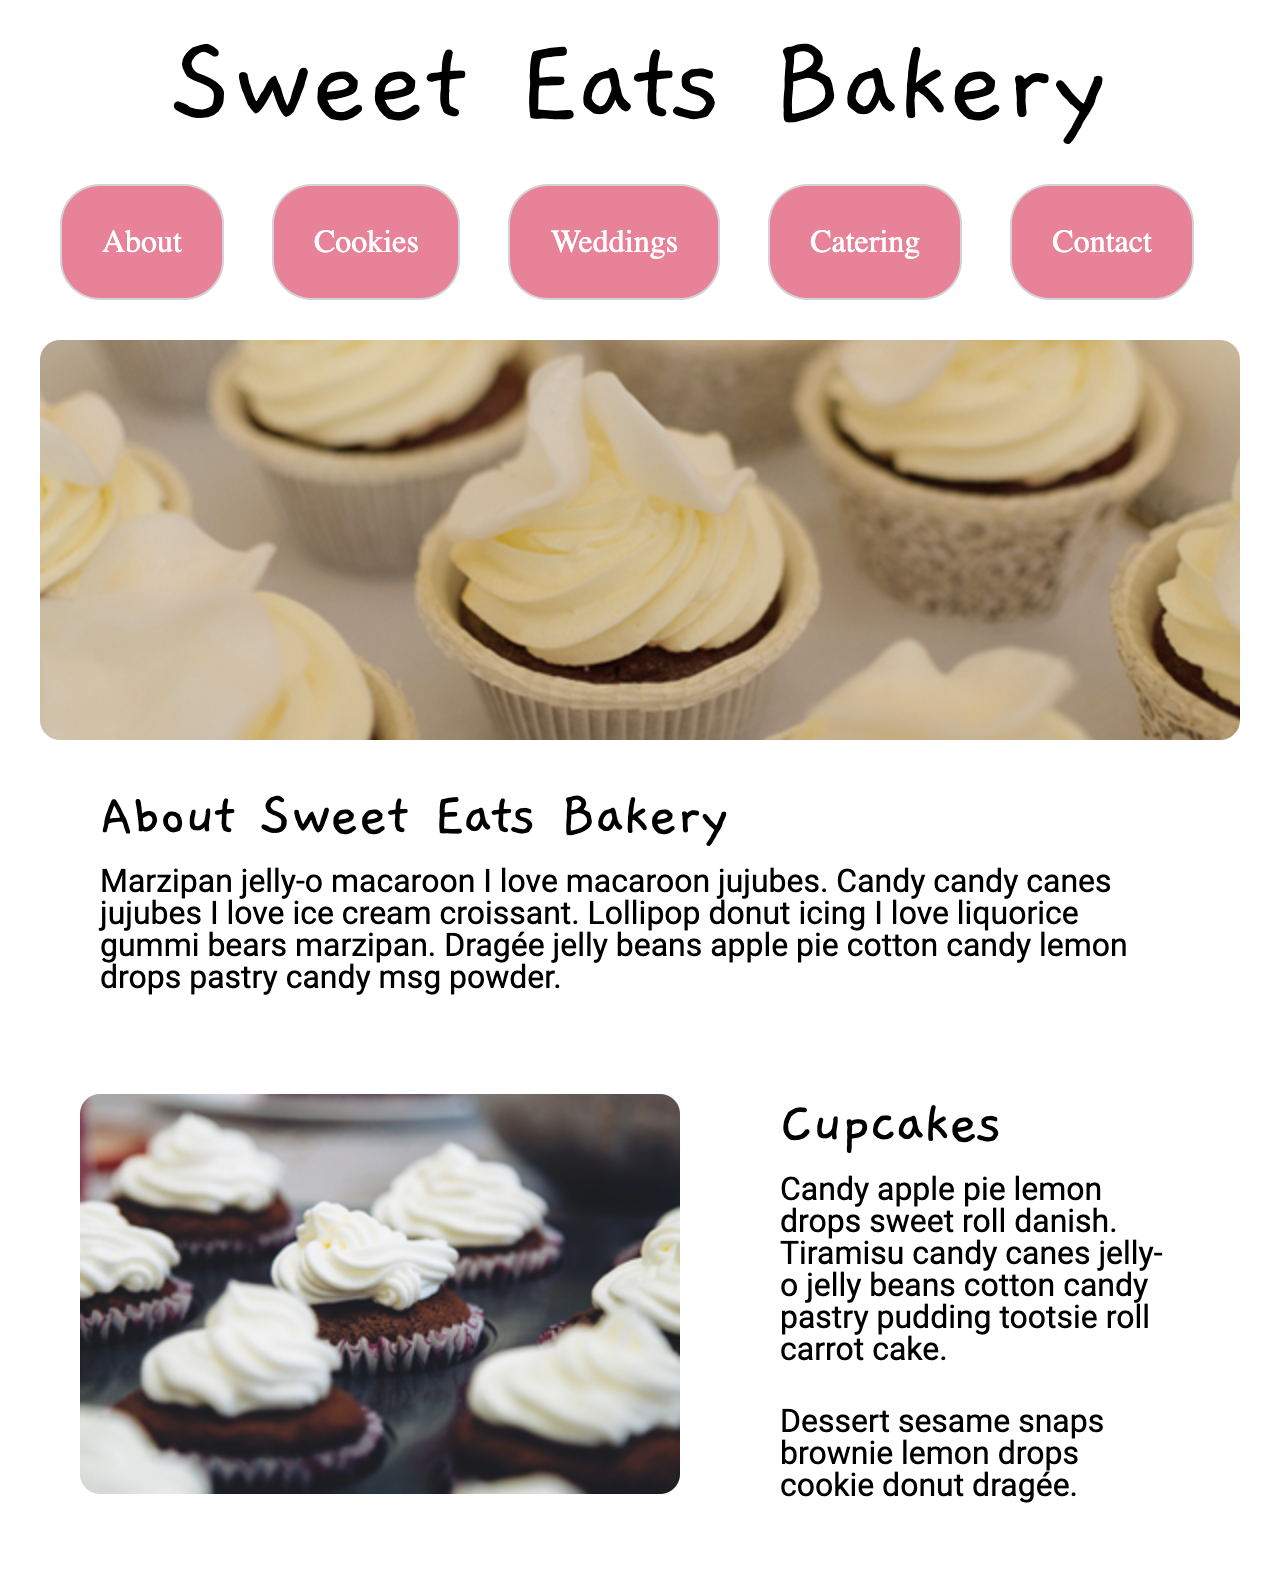 Sweet Eats Bakery
About Cookies Weddings Catering Contact
About Sweet Eats Bakery
Marzipan jelly-o macaroon I love macaroon jujubes. Candy candy canes
jujubes I love ice cream croissant. Lollipop donut icing I love liquorice
gummi bears marzipan. Dragée jelly beans apple pie cotton candy lemon
drops pastry candy msg powder.
Cupcakes
Candy apple pie lemon
drops sweet roll danish.
Tiramisu candy canes jelly-
o jelly beans cotton candy
pastry pudding tootsie roll
carrot cake.
Dessert sesame snaps
brownie lemon drops
cookie donut dragée.